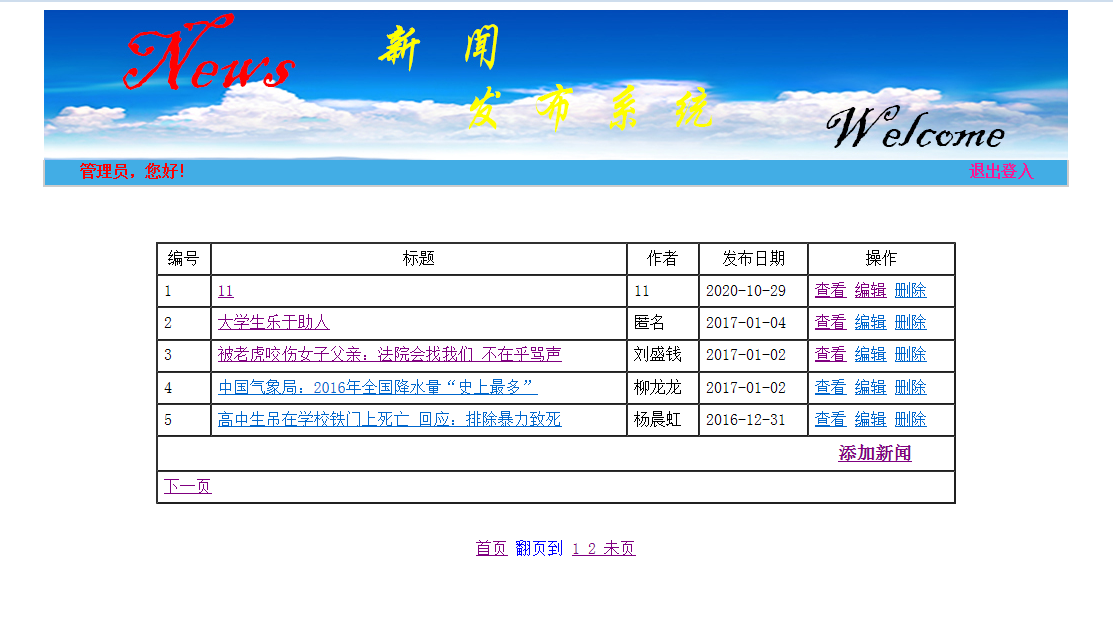 News
新 闻
发 布 系 统
Welcome
管理员，您好！ 退出登入
编号 标题 作者 发布日期 操作
1 11 11 2020-10-29 查看 编辑 删除
2 大学生乐于助人 匿名 2017-01-04 查看 编辑 删除
3 被老虎咬伤女子父亲：法院会找我们 不在乎骂声 刘盛钱 2017-01-02 查看 编辑 删除
4 中国气象局：2016年全国降水量“史上最多” 柳龙龙 2017-01-02 查看 编辑 删除
5 高中生吊在学校铁门上死亡 回应：排除暴力致死 杨晨虹 2016-12-31 查看 编辑 删除
添加新闻
下一页
首页 翻页到 1 2 未页